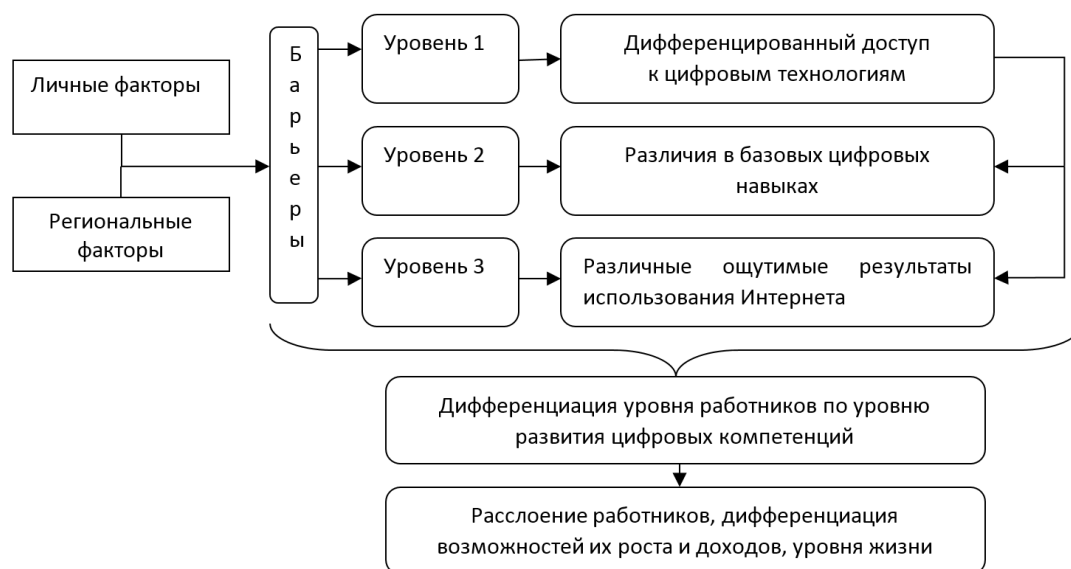 Личные факторы
Региональные
факторы
Барьеры
Уровень 1
Дифференцированный доступ
к цифровым технологиям
Уровень 2
Различия в базовых цифровых
навыках
Уровень 3
Различные ощутимые результаты
использования Интернета
Дифференциация уровня работников по уровню
развития цифровых компетенций
Расслоение работников, дифференциация
возможностей их роста и доходов, уровня жизни